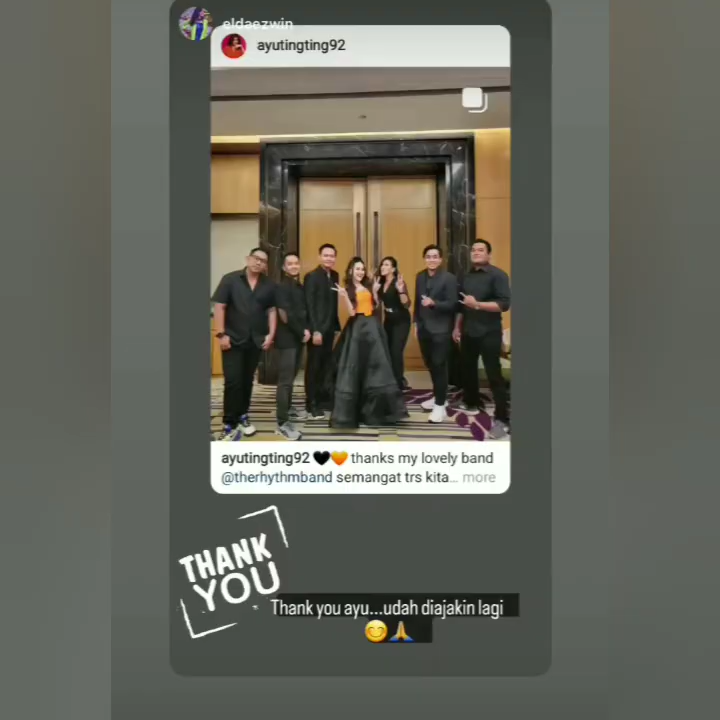 eldaezwin
ayutingting92
ayutingting92 🖤🧡 thanks my lovely band
@therhythmband semangat trs kita... more
THANK
YOU
Thank you ayu...udah diajakin lagi
😊🙏